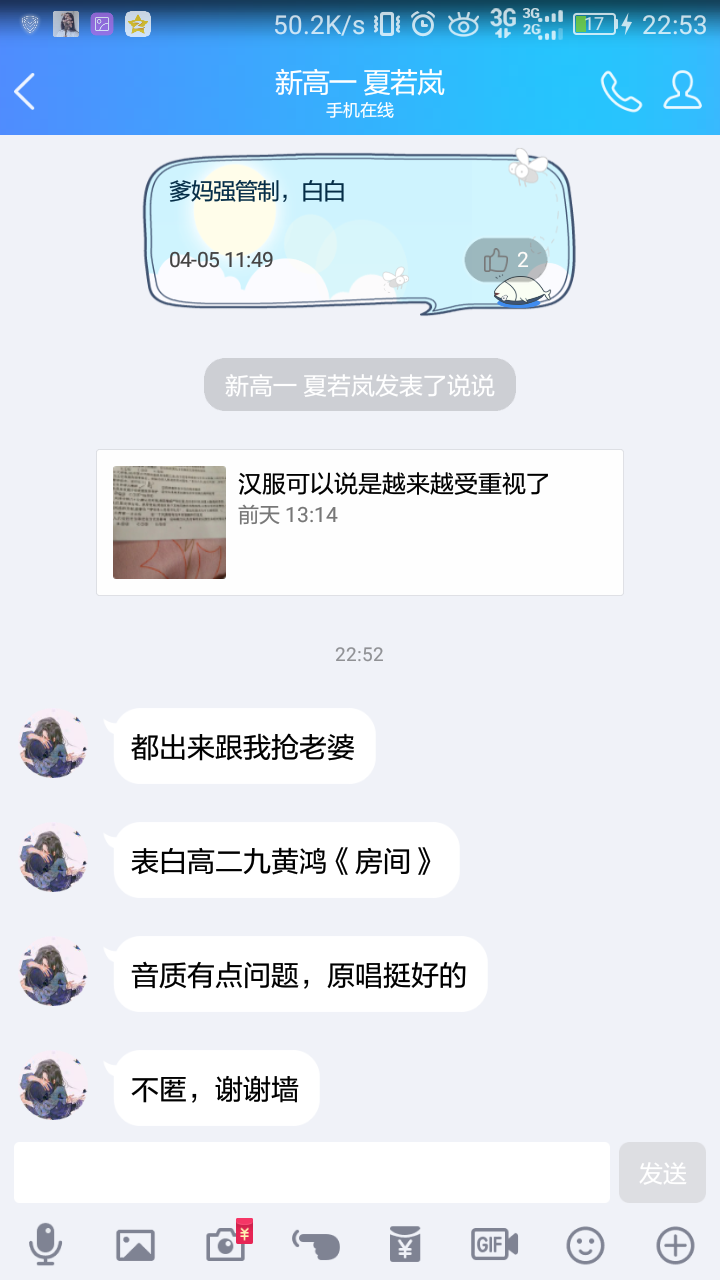 50.2K/s 3G 3G 2G 17 22:53
新高一 夏若岚
手机在线
爹妈强管制，白白
04-05 11:49
2
新高一 夏若岚发表了说说
汉服可以说是越来越受重视了
前天 13:14
22:52
都出来跟我抢老婆
表白高二九黄鸿《房间》
音质有点问题，原唱挺好的
不匿，谢谢墙
发送
¥
¥
GIF